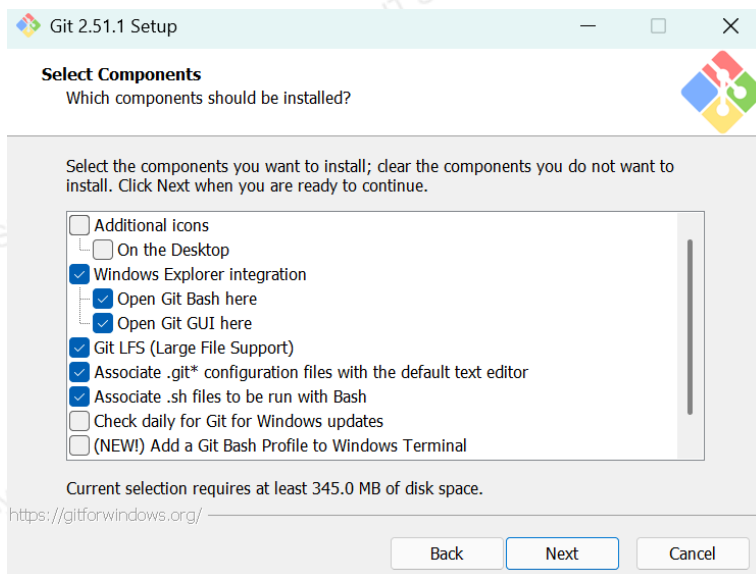 Git 2.51.1 Setup
Select Components
Which components should be installed?
Select the components you want to install; clear the components you do not want to
install. Click Next when you are ready to continue.
Additional icons
On the Desktop
Windows Explorer integration
Open Git Bash here
Open Git GUI here
Git LFS (Large File Support)
Associate .git* configuration files with the default text editor
Associate .sh files to be run with Bash
Check daily for Git for Windows updates
(NEW!) Add a Git Bash Profile to Windows Terminal
Current selection requires at least 345.0 MB of disk space.
https://gitforwindows.org/
Back
Next
Cancel